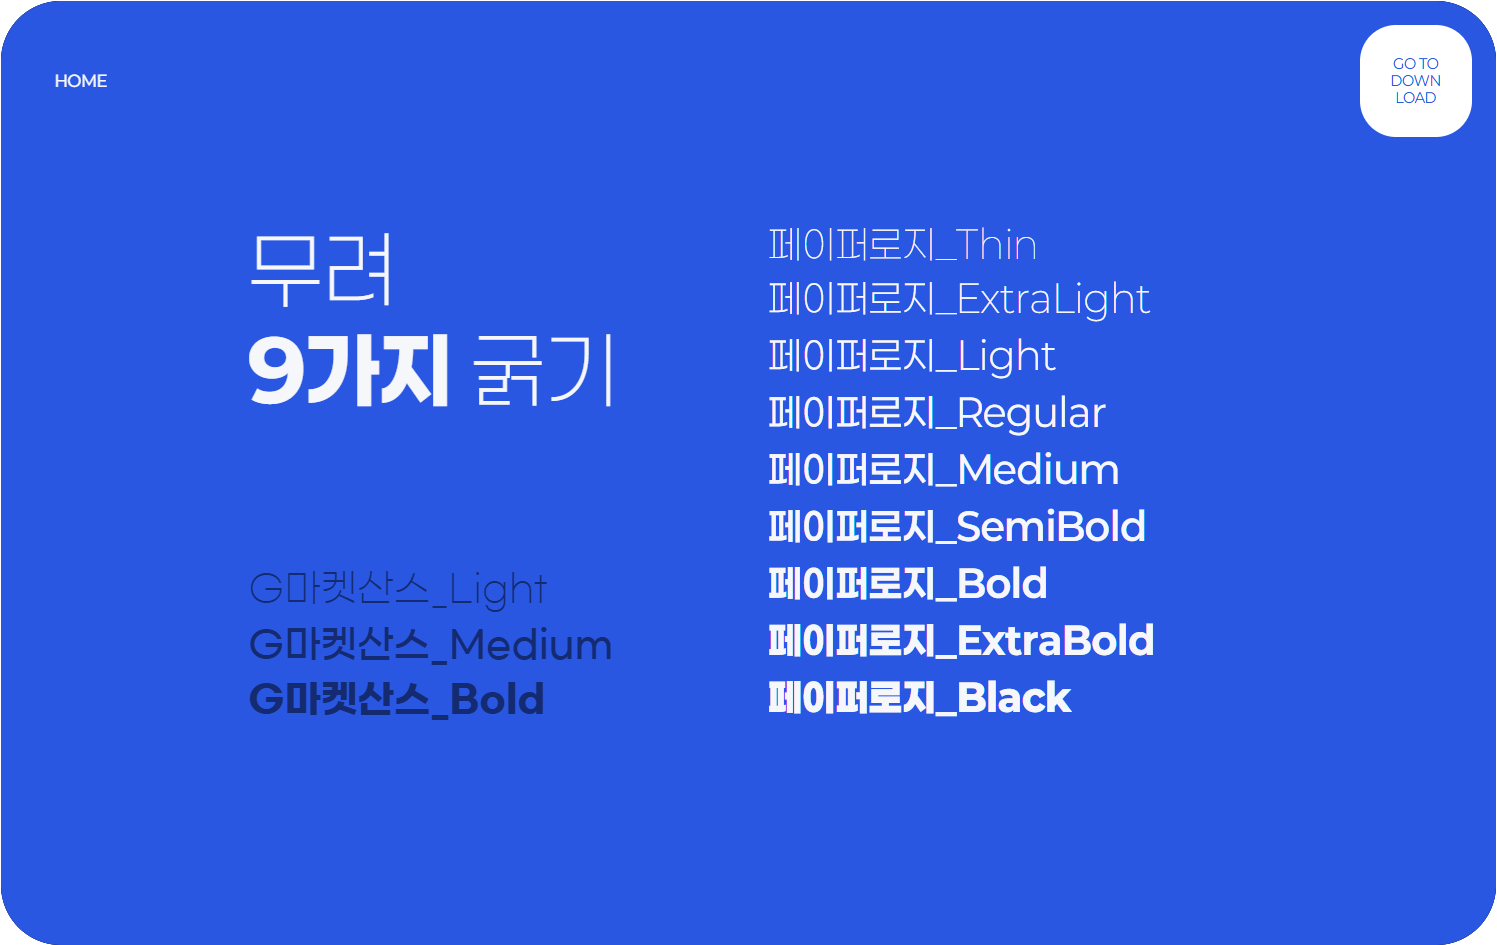 HOME
GO TO
DOWN
LOAD
무려
9가지 굵기
G마켓산스_Light
G마켓산스_Medium
G마켓산스_Bold
페이퍼로지_Thin
페이퍼로지_ExtraLight
페이퍼로지_Light
페이퍼로지_Regular
페이퍼로지_Medium
페이퍼로지_SemiBold
페이퍼로지_Bold
페이퍼로지_ExtraBold
페이퍼로지_Black